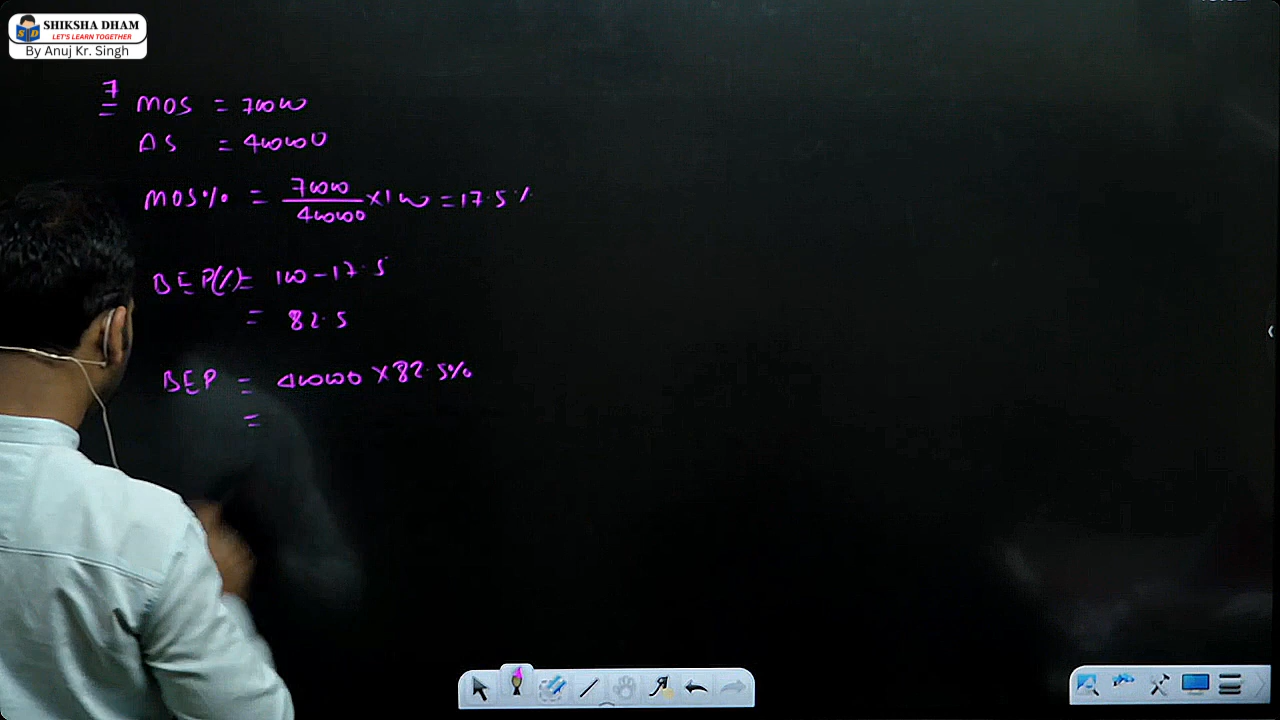 SHIKSHA DHAM
LET'S LEARN TOGETHER
By Anuj Kr. Singh
7
MOS = 7000
AS = 40000
MOS% = 7000/40000 × 100 = 17.5%
BEP(%) = 100 - 17.5
= 82.5
BEP = 40000 × 82.5%
=